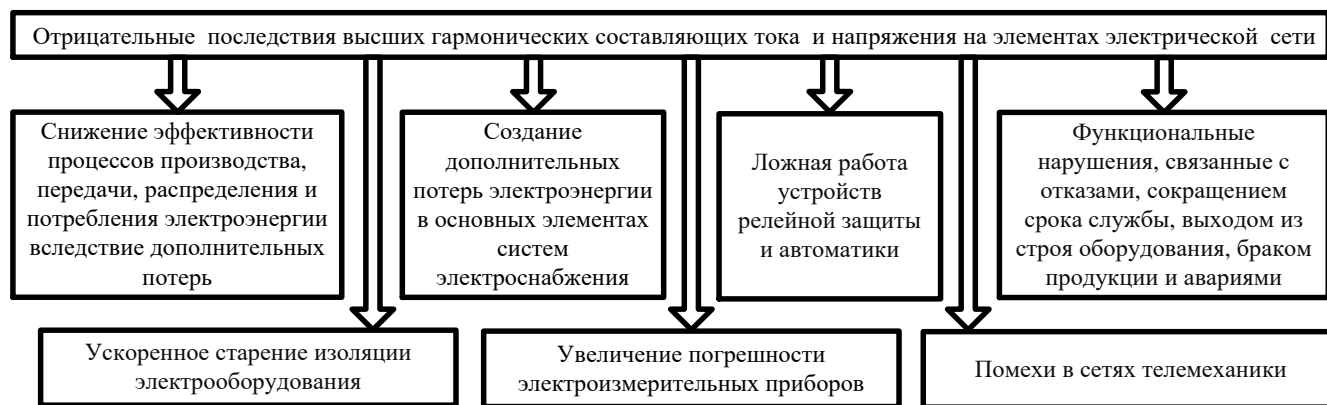 Отрицательные последствия высших гармонических составляющих тока и напряжения на элементах электрической сети
Снижение эффективности
процессов производства,
передачи, распределения и
потребления электроэнергии
вследствие дополнительных
потерь
Создание
дополнительных
потерь электроэнергии
в основных элементах
систем
электроснабжения
Ложная работа
устройств
релейной защиты
и автоматики
Функциональные
нарушения, связанные с
отказами, сокращением
срока службы, выходом из
строя оборудования, браком
продукции и авариями
Ускоренное старение изоляции
электрооборудования
Увеличение погрешности
электроизмерительных приборов
Помехи в сетях телемеханики